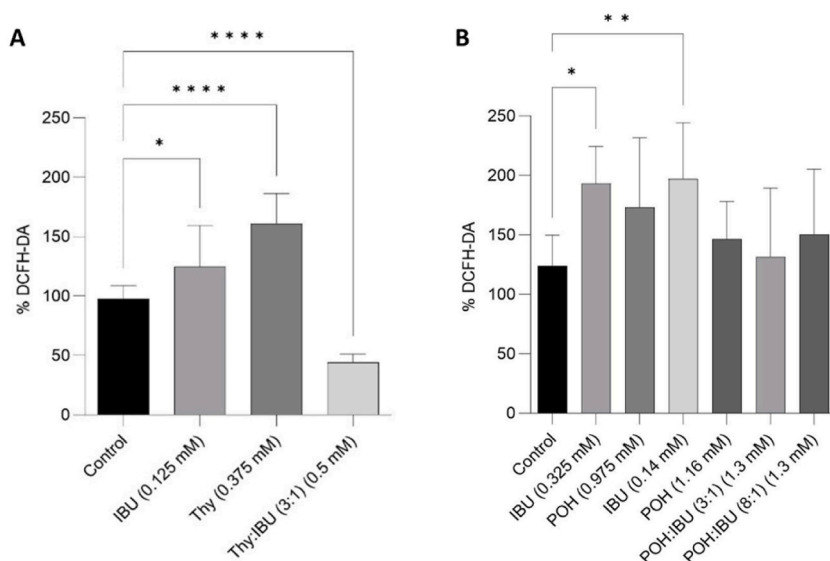 A
* * * *
* * * *
*
250
200
150
100
50
0
% DCFH-DA
Control
IBU (0.125 mM)
Thy (0.375 mM)
Thy:IBU (3:1) (0.5 mM)
B
* *
*
250
200
150
100
50
0
% DCFH-DA
Control
IBU (0.325 mM)
POH (0.975 mM)
IBU (0.14 mM)
POH (1.16 mM)
POH:IBU (3:1) (1.3 mM)
POH:IBU (8:1) (1.3 mM)